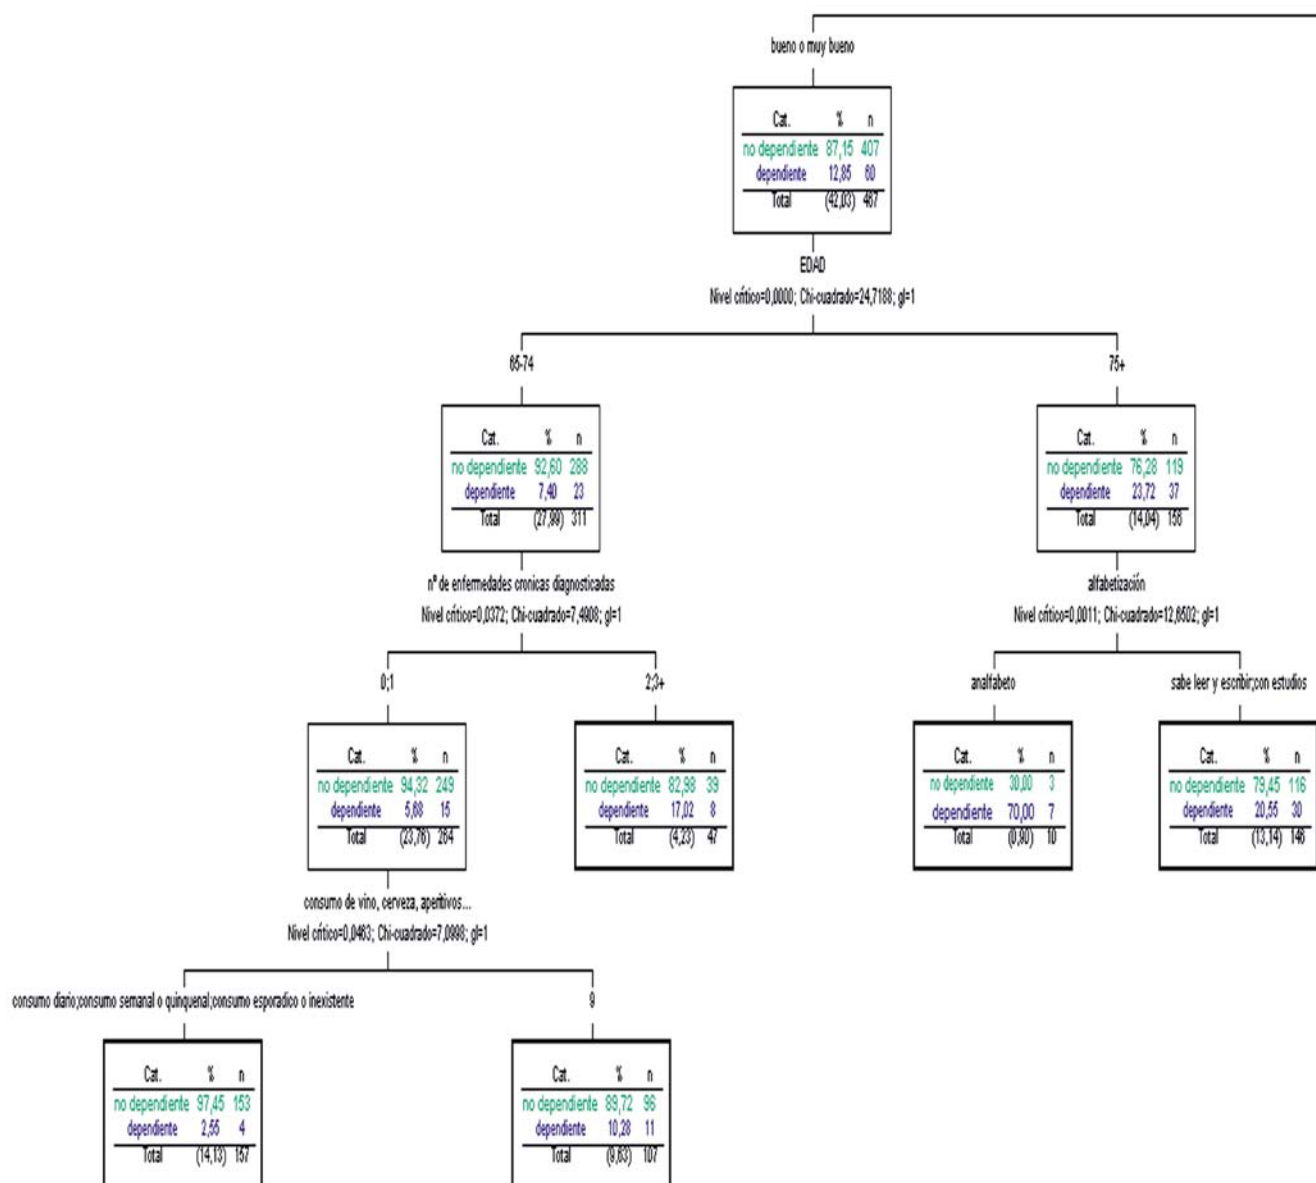 bueno o muy bueno
Cat. % n
no dependiente 87,15 407
dependiente 12,85 60
Total (42,03) 467
EDAD
Nivel crítico=0,0000; Chi-cuadrado=24,7188; gl=1
65-74
75+
Cat. % n
no dependiente 92,60 288
dependiente 7,40 23
Total (27,99) 311
Cat. % n
no dependiente 76,28 119
dependiente 23,72 37
Total (14,04) 156
nº de enfermedades cronicas diagnosticadas
Nivel crítico=0,0372; Chi-cuadrado=7,4908; gl=1
alfabetización
Nivel crítico=0,0011; Chi-cuadrado=12,6502; gl=1
0;1
2;3+
analfabeto
sabe leer y escribir;con estudios
Cat. % n
no dependiente 94,32 249
dependiente 5,68 15
Total (23,76) 264
Cat. % n
no dependiente 82,98 39
dependiente 17,02 8
Total (4,23) 47
Cat. % n
no dependiente 30,00 3
dependiente 70,00 7
Total (0,90) 10
Cat. % n
no dependiente 79,45 116
dependiente 20,55 30
Total (13,14) 146
consumo de vino, cerveza, aperitivos...
Nivel crítico=0,0463; Chi-cuadrado=7,0998; gl=1
consumo diario;consumo semanal o quinquenal;consumo esporadico o inexistente
9
Cat. % n
no dependiente 97,45 153
dependiente 2,55 4
Total (14,13) 157
Cat. % n
no dependiente 89,72 96
dependiente 10,28 11
Total (9,63) 107